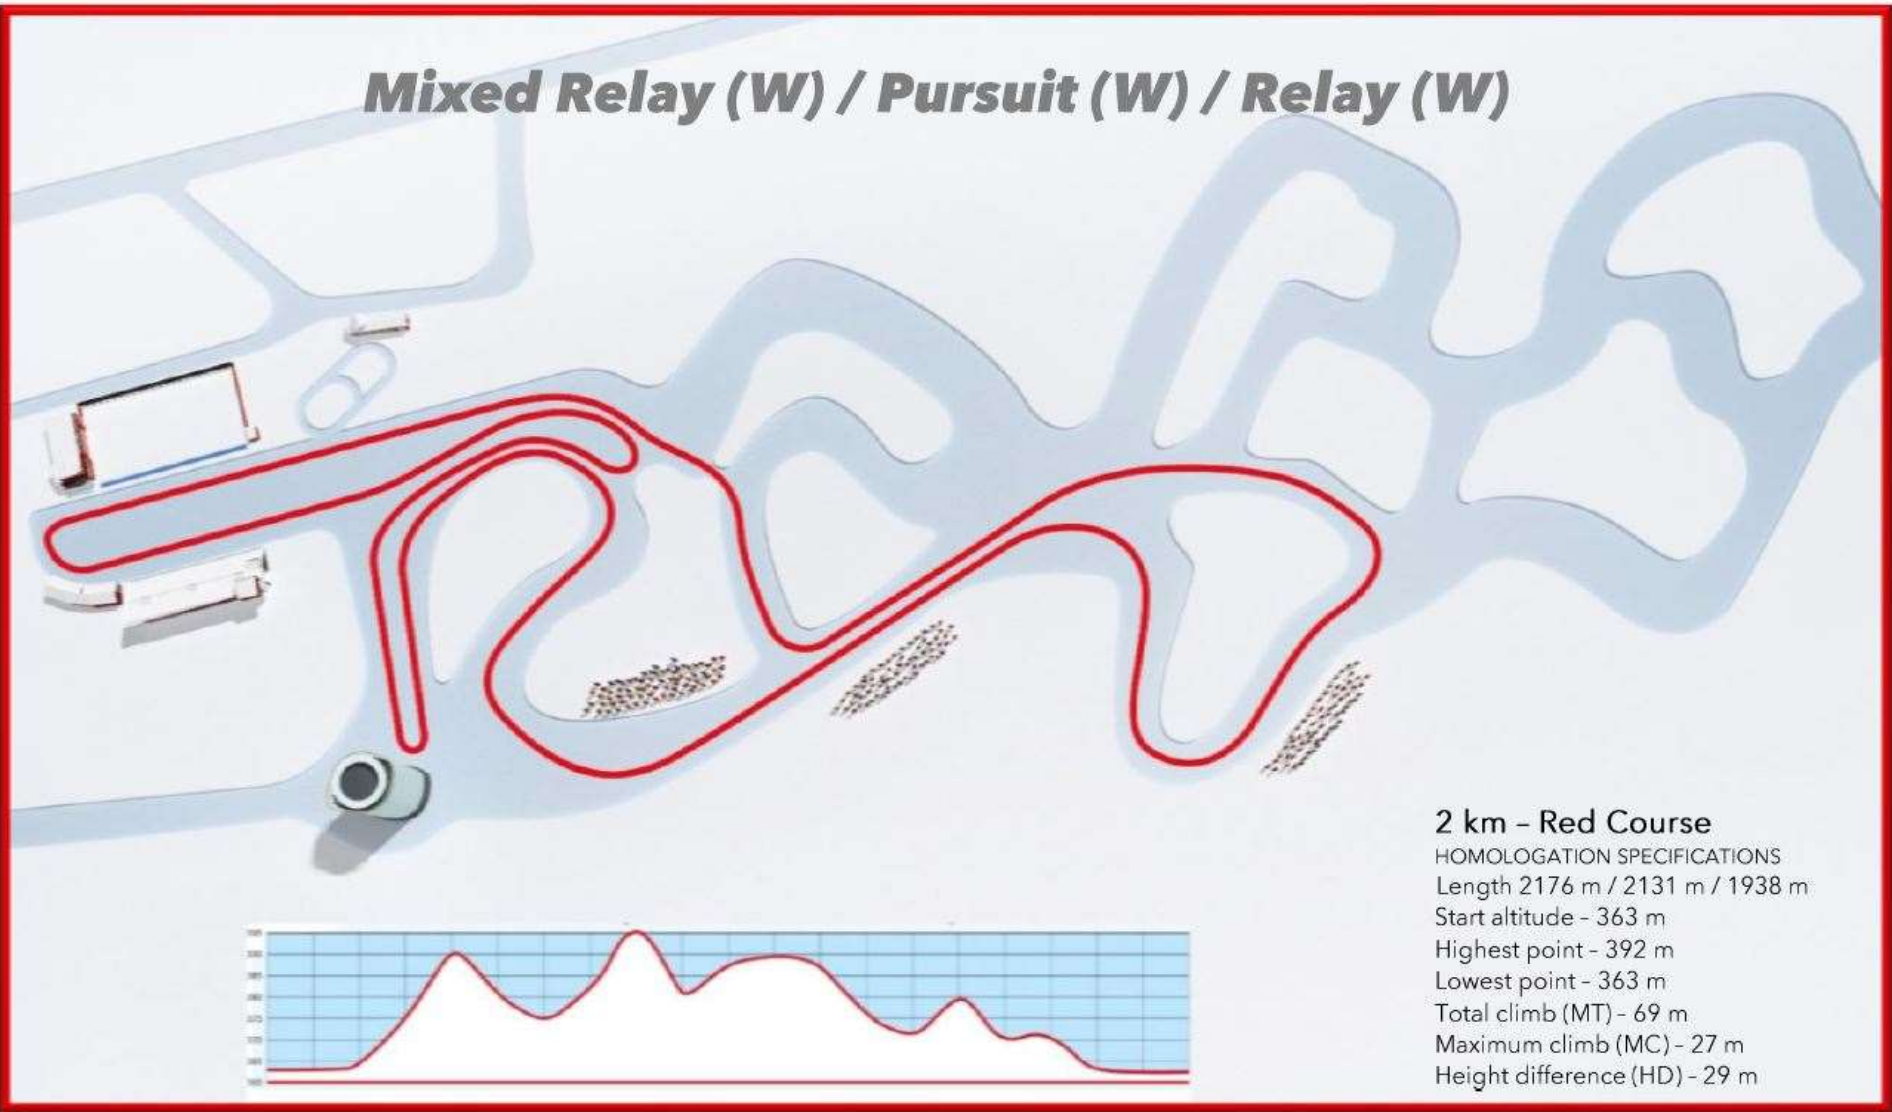 Mixed Relay (W) / Pursuit (W) / Relay (W)
2 km – Red Course
HOMOLOGATION SPECIFICATIONS
Length 2176 m / 2131 m / 1938 m
Start altitude - 363 m
Highest point - 392 m
Lowest point - 363 m
Total climb (MT) - 69 m
Maximum climb (MC) - 27 m
Height difference (HD) - 29 m